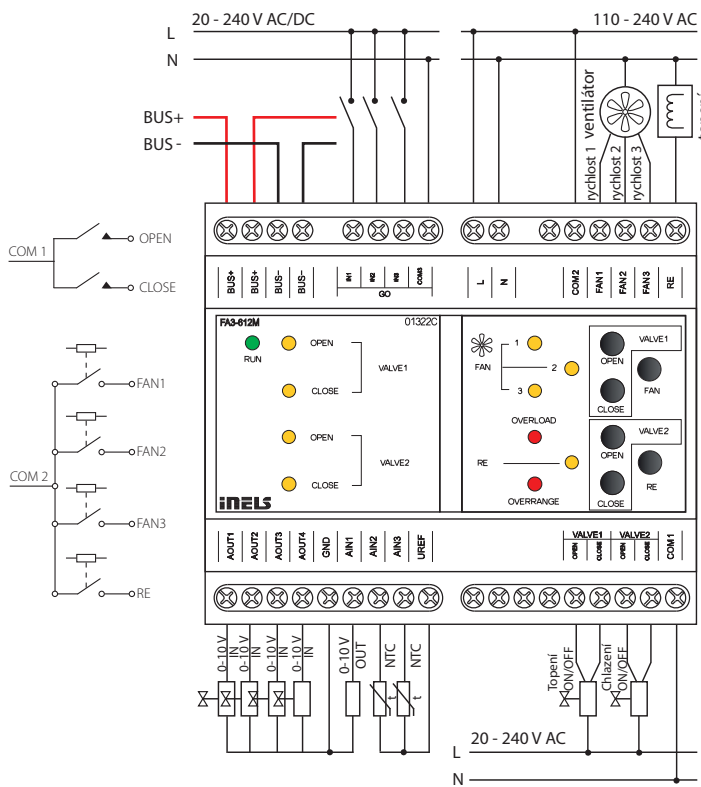 20 - 240 V AC/DC
110 - 240 V AC
L
N
BUS+
BUS -
rychlost 1
ventilátor
rychlost 2
rychlost 3
COM 1
OPEN
CLOSE
BUS+
BUS+
BUS-
BUS-
IN1
IN2
IN3
COM3
GO
L
N
COM2
FAN1
FAN2
FAN3
RE
FA3-612M
01322C
RUN
OPEN
CLOSE
VALVE1
OPEN
CLOSE
VALVE2
iNELS
FAN
1
2
3
OVERLOAD
RE
OVERRANGE
VALVE1
OPEN
CLOSE
FAN
VALVE2
OPEN
CLOSE
RE
FAN1
FAN2
COM 2
FAN3
RE
AOUT1
AOUT2
AOUT3
AOUT4
GND
AIN1
AIN2
AIN3
UREF
VALVE1
VALVE2
OPEN
CLOSE
OPEN
CLOSE
COM1
0-10 V
IN
0-10 V
IN
0-10 V
IN
0-10 V
IN
0-10 V
OUT
NTC
NTC
t
t
Topení
ON/OFF
Chlazení
ON/OFF
20 - 240 V AC
L
N